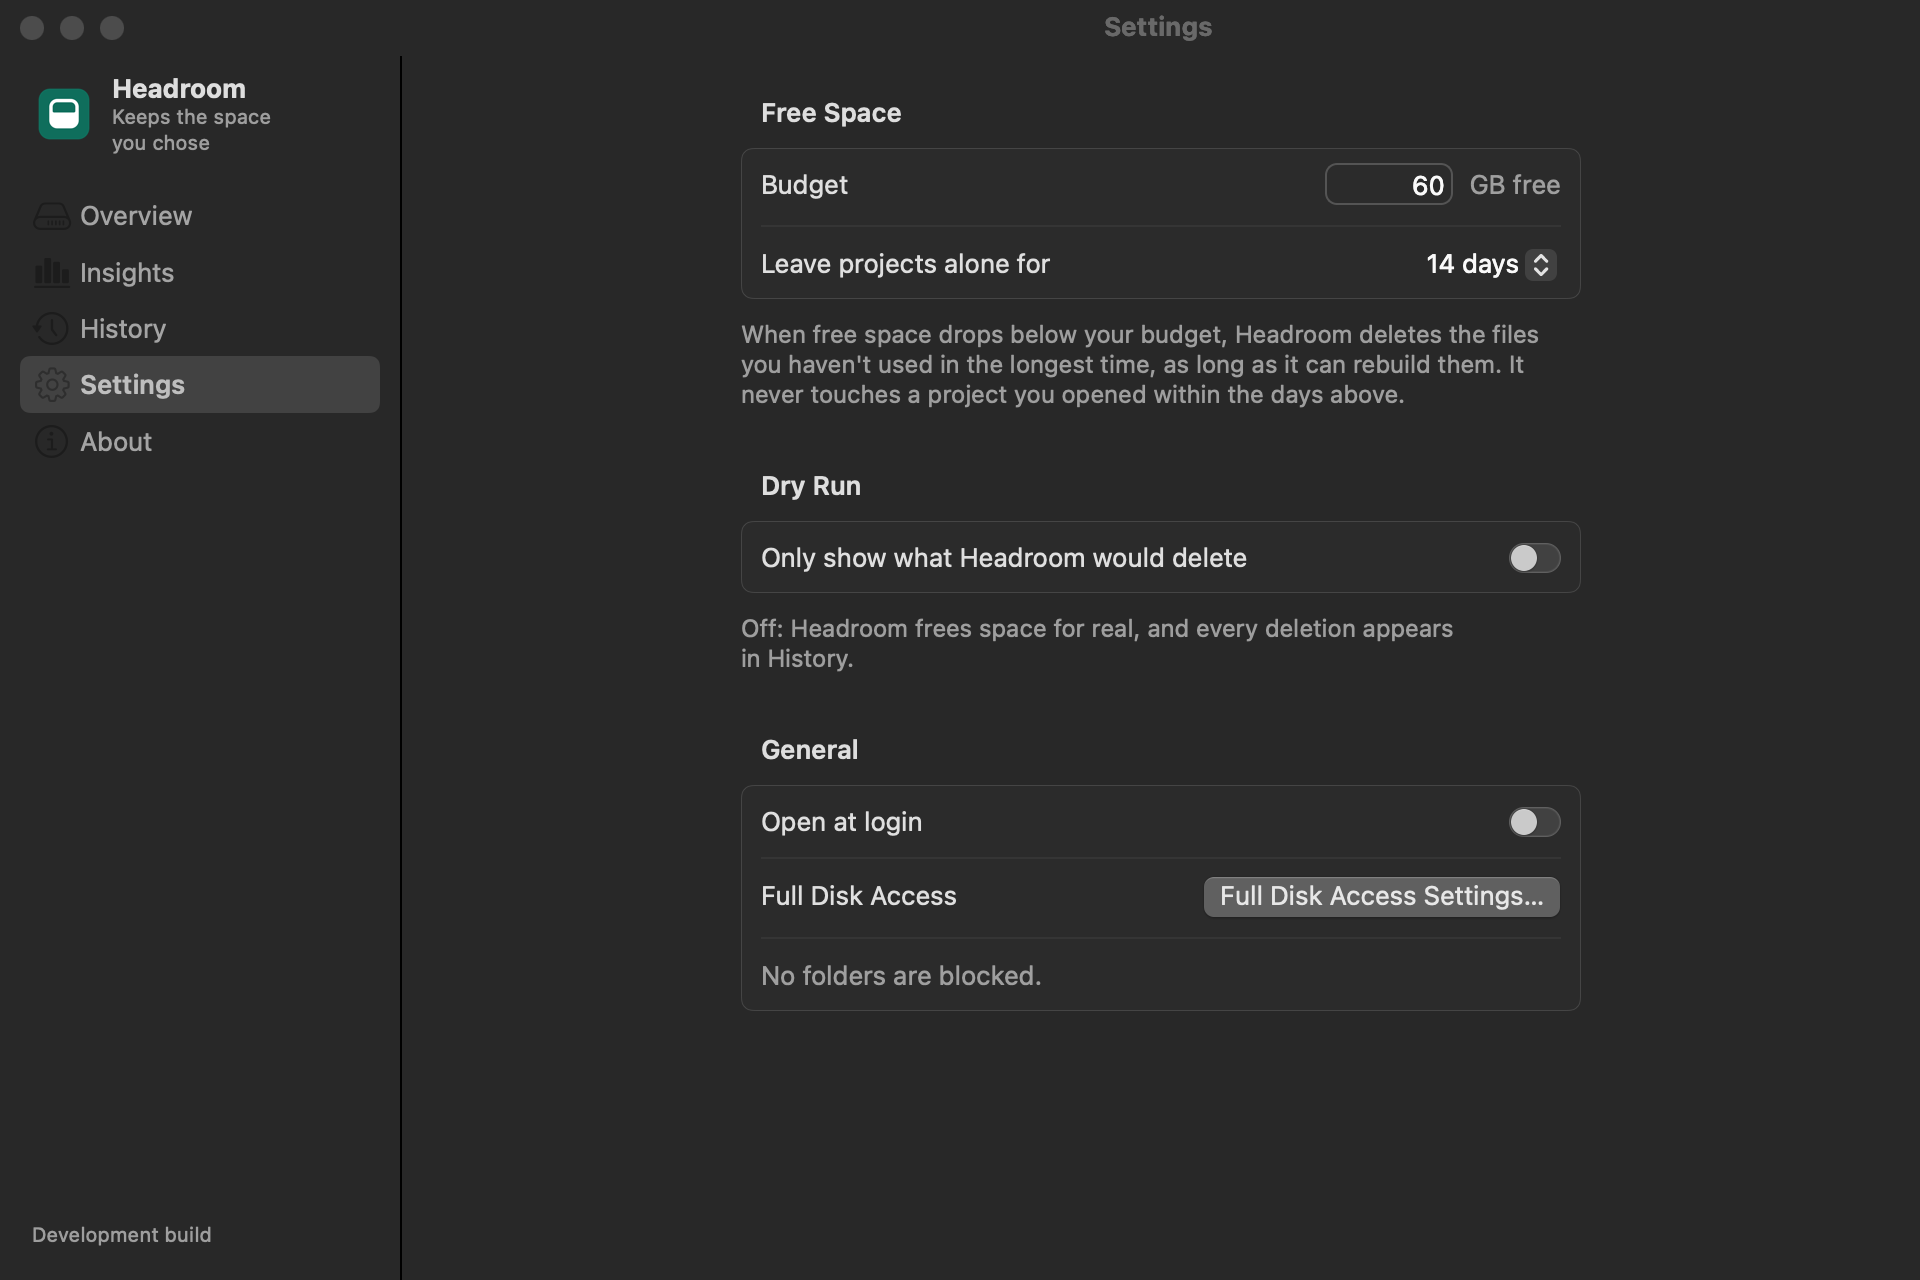 Settings
Headroom
Keeps the space
you chose
Overview
Insights
History
Settings
About
Development build
Free Space
Budget 60 GB free
Leave projects alone for 14 days
When free space drops below your budget, Headroom deletes the files
you haven't used in the longest time, as long as it can rebuild them. It
never touches a project you opened within the days above.
Dry Run
Only show what Headroom would delete
Off: Headroom frees space for real, and every deletion appears
in History.
General
Open at login
Full Disk Access Full Disk Access Settings...
No folders are blocked.